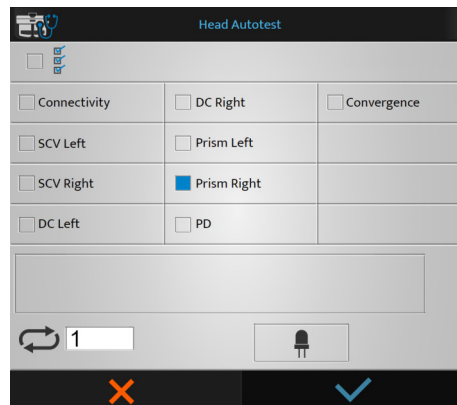 Head Autotest
Connectivity
DC Right
Convergence
SCV Left
Prism Left
SCV Right
Prism Right
DC Left
PD
1